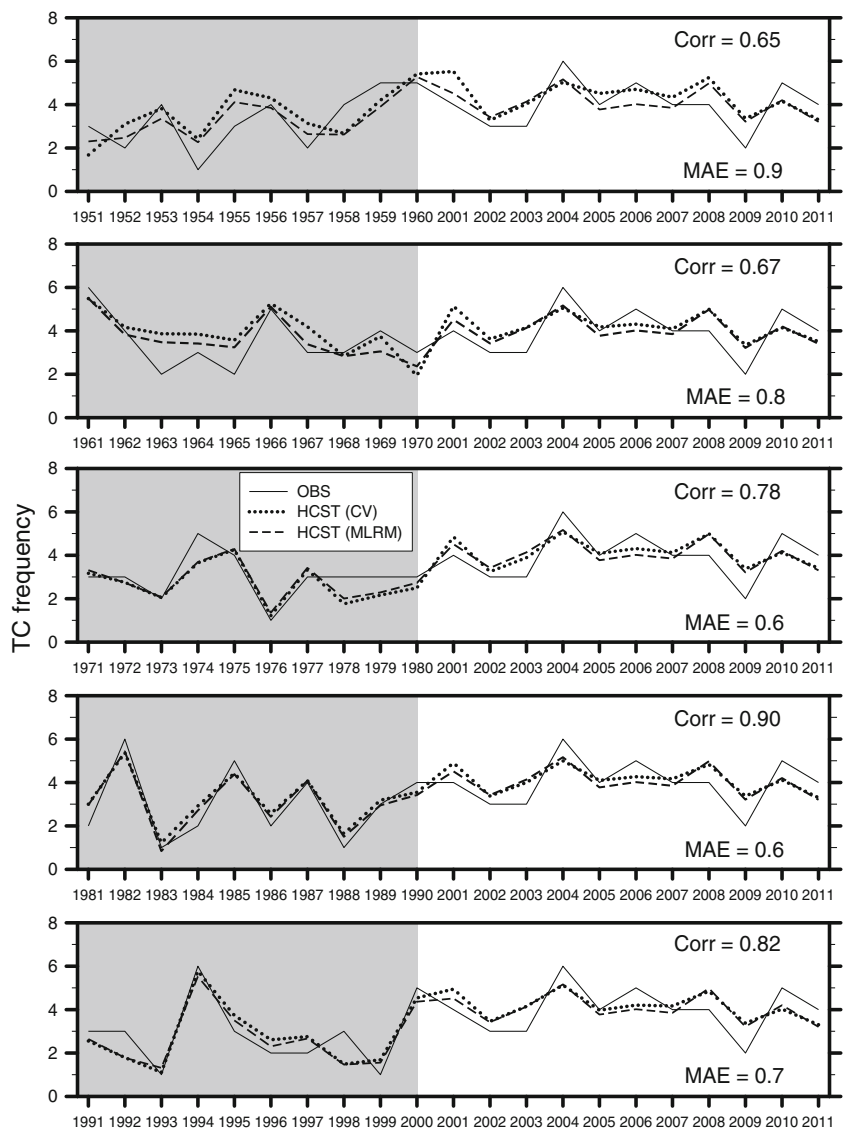 TC frequency
8
6
4
2
0
Corr = 0.65
MAE = 0.9
1951 1952 1953 1954 1955 1956 1957 1958 1959 1960 2001 2002 2003 2004 2005 2006 2007 2008 2009 2010 2011
8
6
4
2
0
Corr = 0.67
MAE = 0.8
1961 1962 1963 1964 1965 1966 1967 1968 1969 1970 2001 2002 2003 2004 2005 2006 2007 2008 2009 2010 2011
8
6
4
2
0
OBS
HCST (CV)
HCST (MLRM)
Corr = 0.78
MAE = 0.6
1971 1972 1973 1974 1975 1976 1977 1978 1979 1980 2001 2002 2003 2004 2005 2006 2007 2008 2009 2010 2011
8
6
4
2
0
Corr = 0.90
MAE = 0.6
1981 1982 1983 1984 1985 1986 1987 1988 1989 1990 2001 2002 2003 2004 2005 2006 2007 2008 2009 2010 2011
8
6
4
2
0
Corr = 0.82
MAE = 0.7
1991 1992 1993 1994 1995 1996 1997 1998 1999 2000 2001 2002 2003 2004 2005 2006 2007 2008 2009 2010 2011